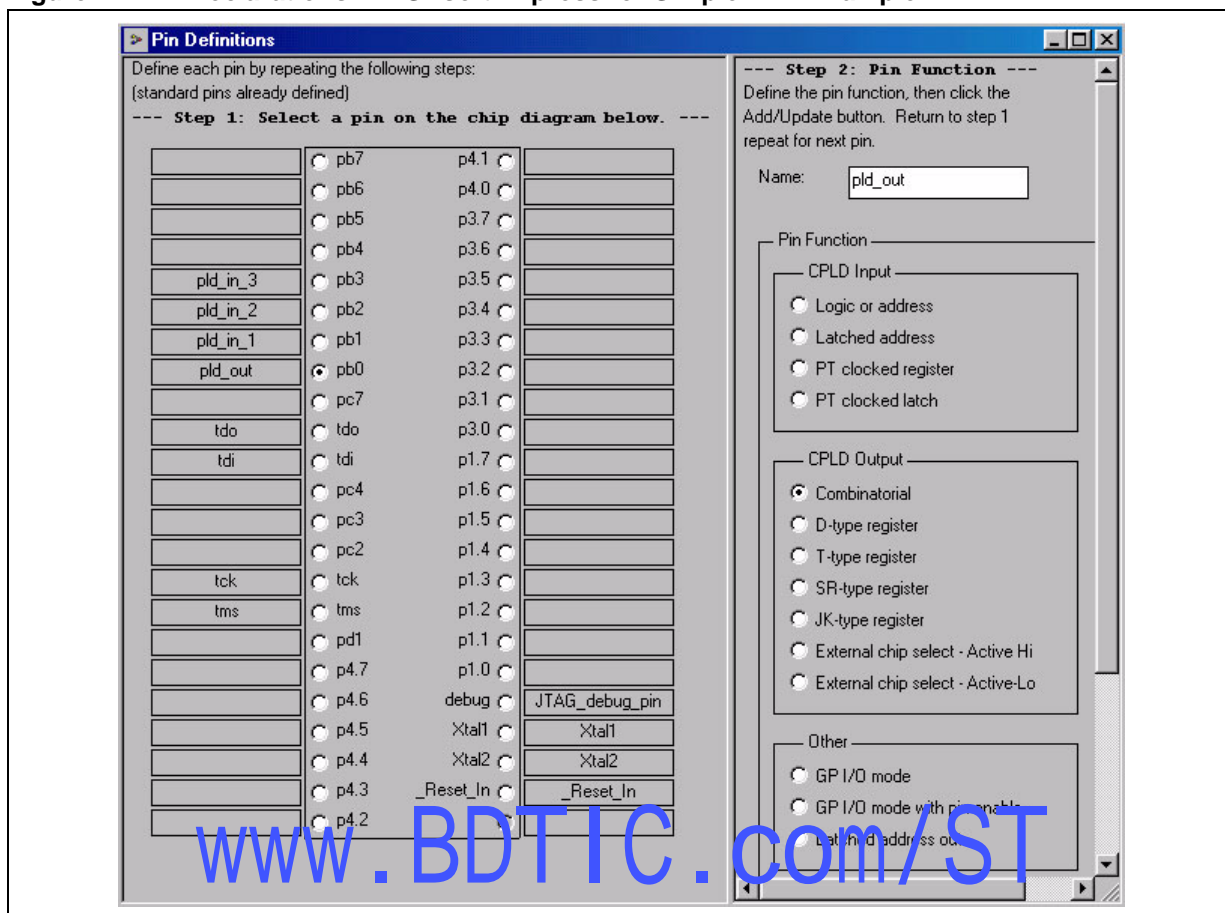 Pin Definitions
Define each pin by repeating the following steps:
(standard pins already defined)
--- Step 1: Select a pin on the chip diagram below. ---
pb7 p4.1
pb6 p4.0
pb5 p3.7
pb4 p3.6
pld_in_3 pb3 p3.5
pld_in_2 pb2 p3.4
pld_in_1 pb1 p3.3
pld_out pb0 p3.2
pc7 p3.1
tdo tdo p3.0
tdi tdi p1.7
pc4 p1.6
pc3 p1.5
pc2 p1.4
tck tck p1.3
tms tms p1.2
pd1 p1.1
p4.7 p1.0
p4.6 debug JTAG_debug_pin
p4.5 Xtal1 Xtal1
p4.4 Xtal2 Xtal2
p4.3 _Reset_In _Reset_In
p4.2
--- Step 2: Pin Function ---
Define the pin function, then click the
Add/Update button. Return to step 1
repeat for next pin.
Name: pld_out
Pin Function
CPLD Input
Logic or address
Latched address
PT clocked register
PT clocked latch
CPLD Output
Combinatorial
D-type register
T-type register
SR-type register
JK-type register
External chip select - Active Hi
External chip select - Active-Lo
Other
GP I/O mode
GP I/O mode with
Latched address
www.BDTIC.com/ST